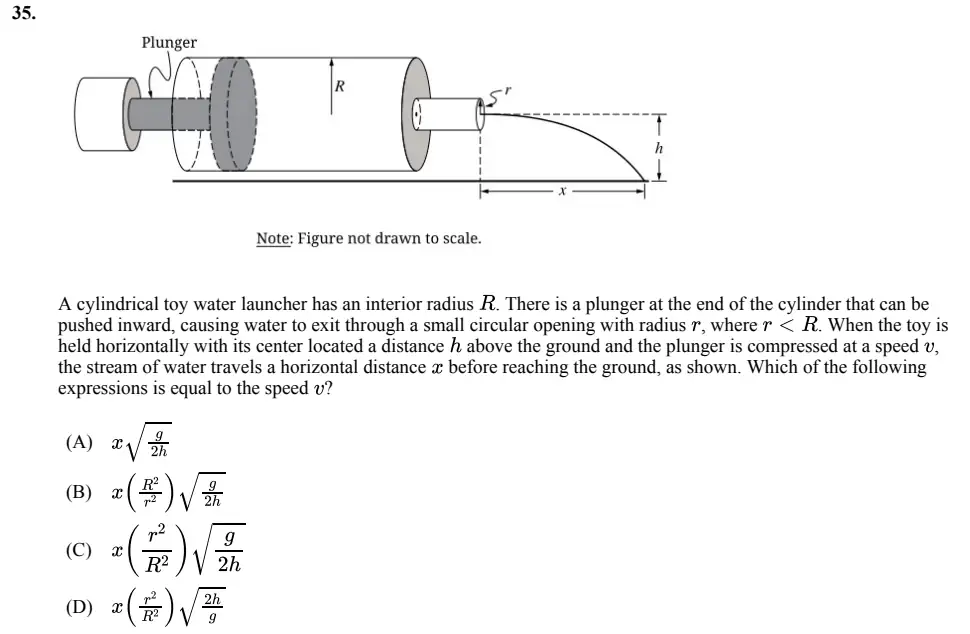 35.
Plunger
R
r
h
x
Note: Figure not drawn to scale.
A cylindrical toy water launcher has an interior radius R. There is a plunger at the end of the cylinder that can be
pushed inward, causing water to exit through a small circular opening with radius r, where r < R. When the toy is
held horizontally with its center located a distance h above the ground and the plunger is compressed at a speed v,
the stream of water travels a horizontal distance x before reaching the ground, as shown. Which of the following
expressions is equal to the speed v?
(A) x√(g/2h)
(B) x(R²/r²)√(g/2h)
(C) x(r²/R²)√(g/2h)
(D) x(r²/R²)√(2h/g)